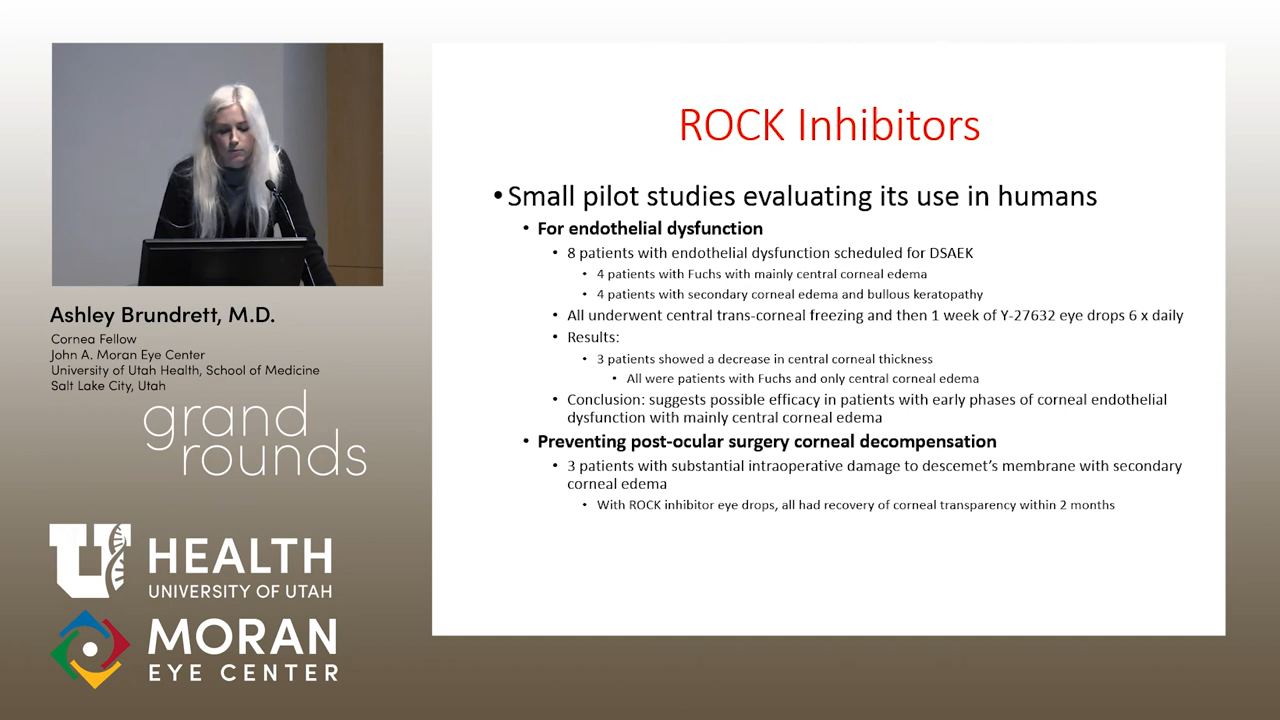 ROCK Inhibitors
• Small pilot studies evaluating its use in humans
• For endothelial dysfunction
• 8 patients with endothelial dysfunction scheduled for DSAEK
• 4 patients with Fuchs with mainly central corneal edema
• 4 patients with secondary corneal edema and bullous keratopathy
• All underwent central trans-corneal freezing and then 1 week of Y-27632 eye drops 6 x daily
• Results:
• 3 patients showed a decrease in central corneal thickness
• All were patients with Fuchs and only central corneal edema
• Conclusion: suggests possible efficacy in patients with early phases of corneal endothelial
dysfunction with mainly central corneal edema
• Preventing post-ocular surgery corneal decompensation
• 3 patients with substantial intraoperative damage to descemet's membrane with secondary
corneal edema
• With ROCK inhibitor eye drops, all had recovery of corneal transparency within 2 months
Ashley Brundrett, M.D.
Cornea Fellow
John A. Moran Eye Center
University of Utah Health, School of Medicine
Salt Lake City, Utah
grand
rounds
U HEALTH
UNIVERSITY OF UTAH
MORAN
EYE CENTER